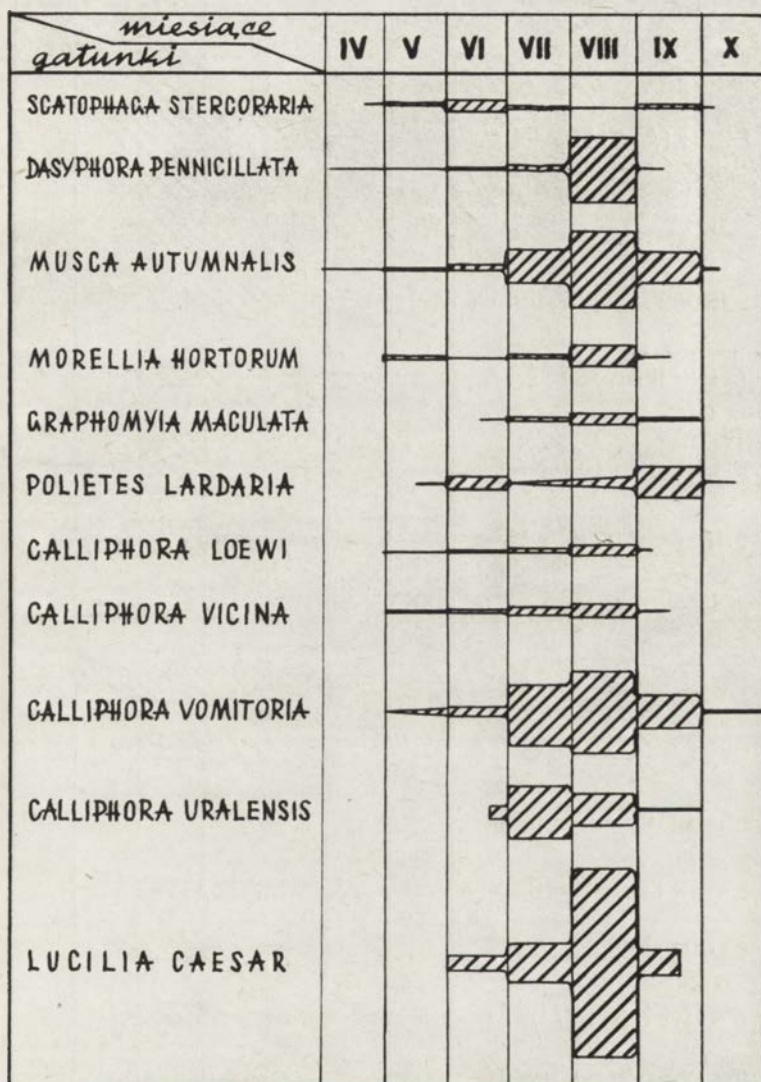 miesiące
gatunki
IV V VI VII VIII IX X
SCATOPHAGA STERCORARIA
DASYPHORA PENNICILLATA
MUSCA AUTUMNALIS
MORELLIA HORTORUM
GRAPHOMYIA MACULATA
POLIETES LARDARIA
CALLIPHORA LOEWI
CALLIPHORA VICINA
CALLIPHORA VOMITORIA
CALLIPHORA URALENSIS
LUCILIA CAESAR